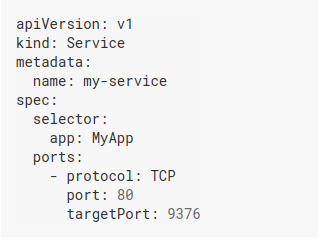 apiVersion: v1
kind: Service
metadata:
  name: my-service
spec:
  selector:
    app: MyApp
  ports:
    - protocol: TCP
      port: 80
      targetPort: 9376